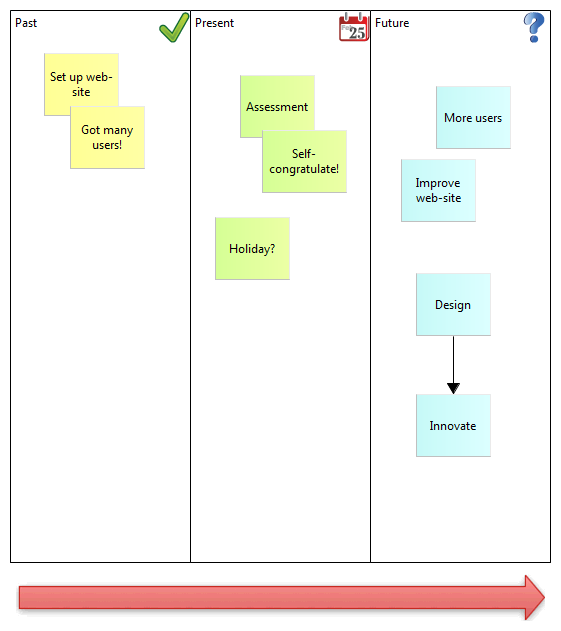 Past
Present
25
Future
Set up web-
site
Got many
users!
Assessment
Self-
congratulate!
Holiday?
More users
Improve
web-site
Design
Innovate